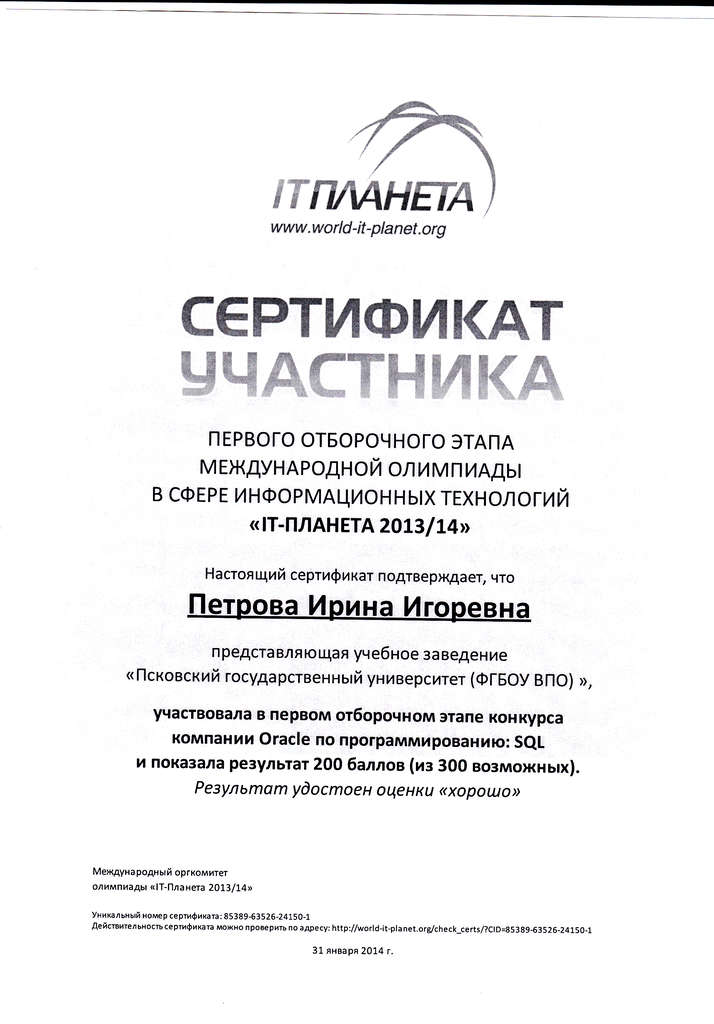 IT ПЛАНЕТА
www.world-it-planet.org
СЕРТИФИКАТ
УЧАСТНИКА
ПЕРВОГО ОТБОРОЧНОГО ЭТАПА
МЕЖДУНАРОДНОЙ ОЛИМПИАДЫ
В СФЕРЕ ИНФОРМАЦИОННЫХ ТЕХНОЛОГИЙ
«IT-ПЛАНЕТА 2013/14»
Настоящий сертификат подтверждает, что
Петрова Ирина Игоревна
представляющая учебное заведение
«Псковский государственный университет (ФГБОУ ВПО) »,
участвовала в первом отборочном этапе конкурса
компании Oracle по программированию: SQL
и показала результат 200 баллов (из 300 возможных).
Результат удостоен оценки «хорошо»
Международный оргкомитет
олимпиады «IT-Планета 2013/14»
Уникальный номер сертификата: 85389-63526-24150-1
Действительность сертификата можно проверить по адресу: http://world-it-planet.org/check_certs/?CID=85389-63526-24150-1
31 января 2014 г.